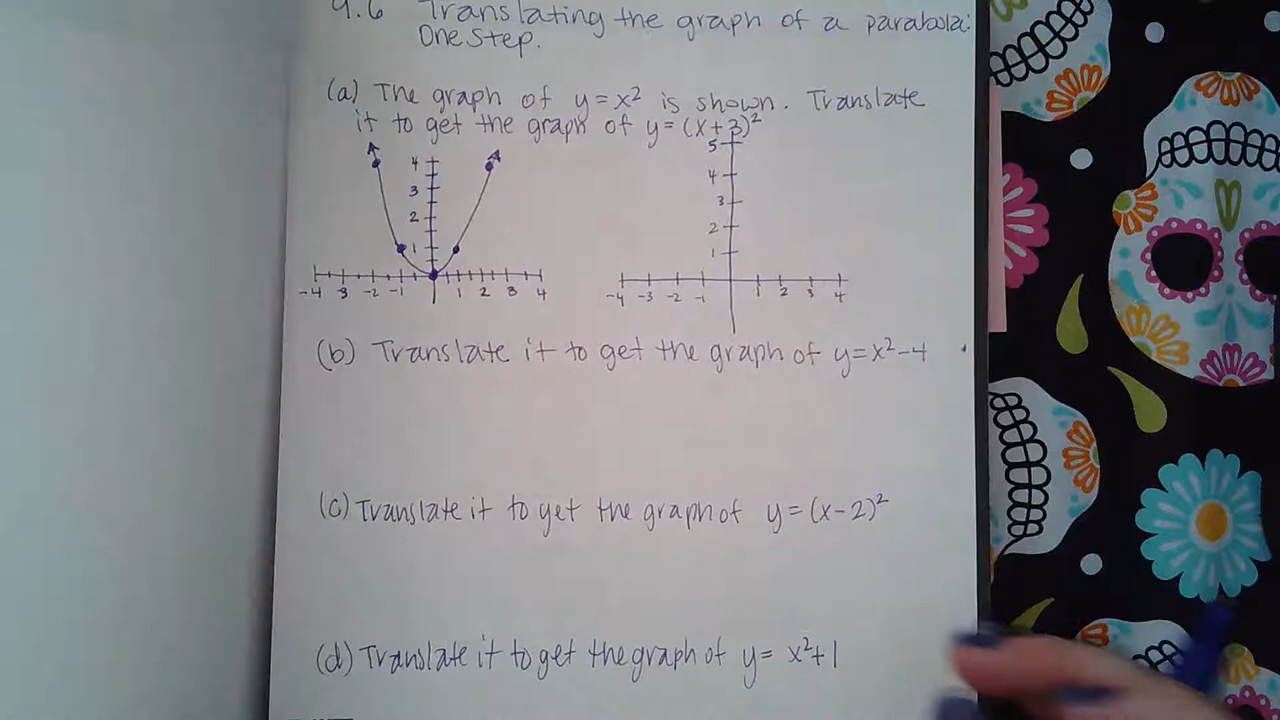 9.6 Translating the graph of a parabola:
One Step.
(a) The graph of y=x² is shown. Translate
it to get the graph of y=(x+3)²
4
3
2
1
-4 -3 -2 -1 1 2 3 4
5
4
3
2
1
-4 -3 -2 -1 1 2 3 4
(b) Translate it to get the graph of y=x²-4
(c) Translate it to get the graph of y=(x-2)²
(d) Translate it to get the graph of y= x²+1